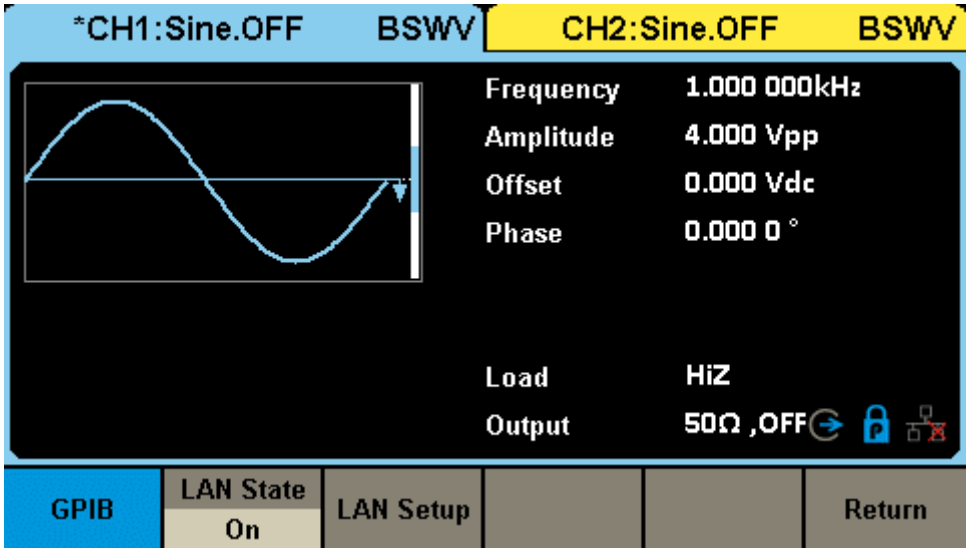 *CH1:Sine.OFF BSWV CH2:Sine.OFF BSWV
Frequency 1.000 000kHz
Amplitude 4.000 Vpp
Offset 0.000 Vdc
Phase 0.000 0 °
Load HiZ
Output 50Ω ,OFF P
GPIB
LAN State
On
LAN Setup
Return